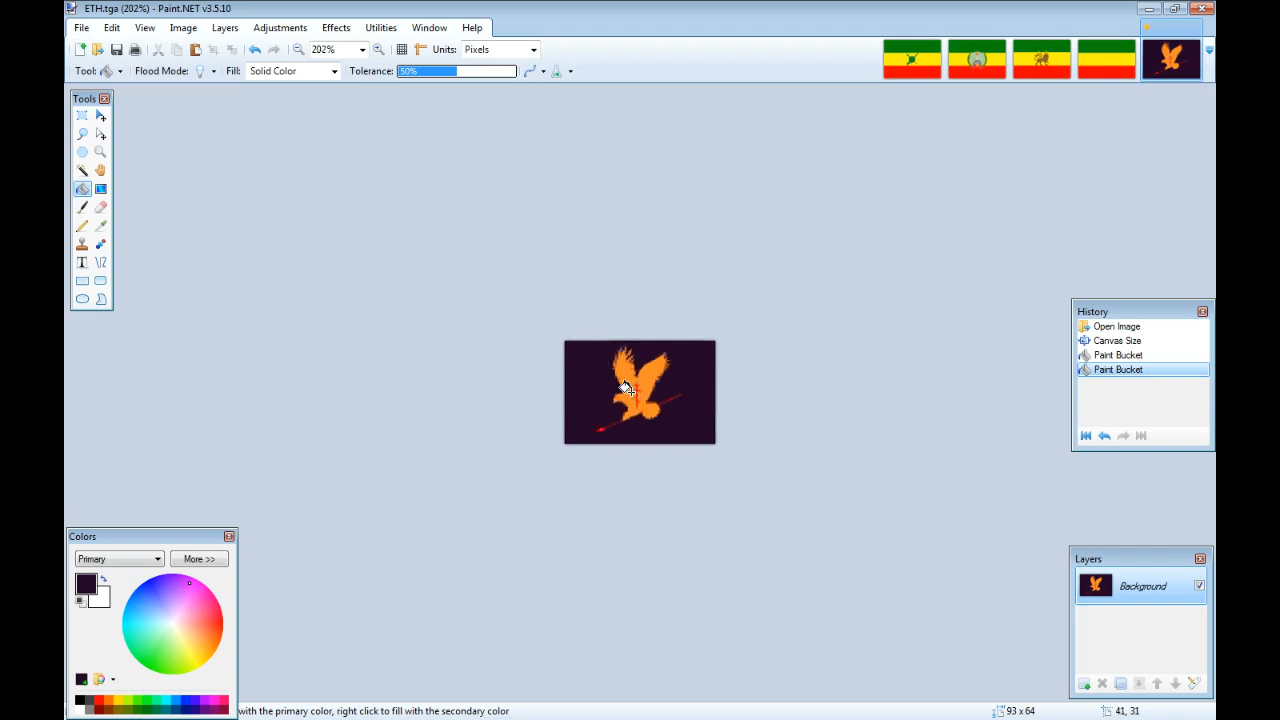 ETH.tga (202%) - Paint.NET v3.5.10
File Edit View Image Layers Adjustments Effects Utilities Window Help
202% Units: Pixels
Tool: Flood Mode: Fill: Solid Color Tolerance: 50%
Tools
History
Open Image
Canvas Size
Paint Bucket
Paint Bucket
Colors
Primary More >>
Layers
Background
with the primary color, right click to fill with the secondary color 93 x 64 41, 31